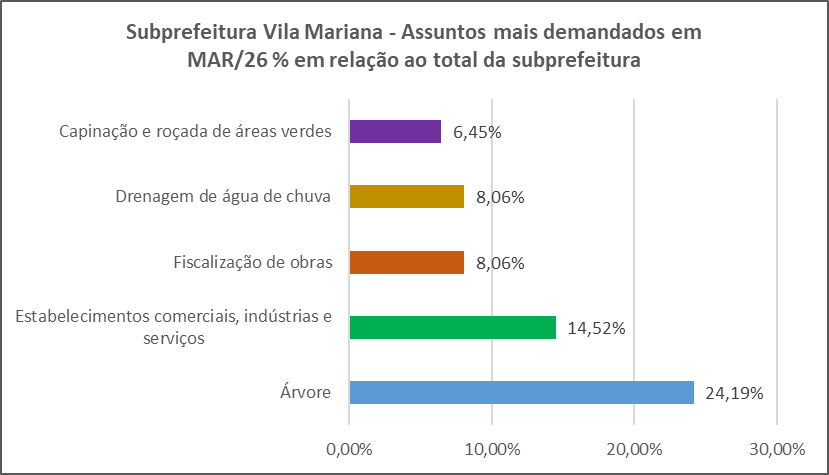 Subprefeitura Vila Mariana - Assuntos mais demandados em
MAR/26 % em relação ao total da subprefeitura
Capinação e roçada de áreas verdes
6,45%
Drenagem de água de chuva
8,06%
Fiscalização de obras
8,06%
Estabelecimentos comerciais, indústrias e
serviços
14,52%
Árvore
24,19%
0,00% 10,00% 20,00% 30,00%